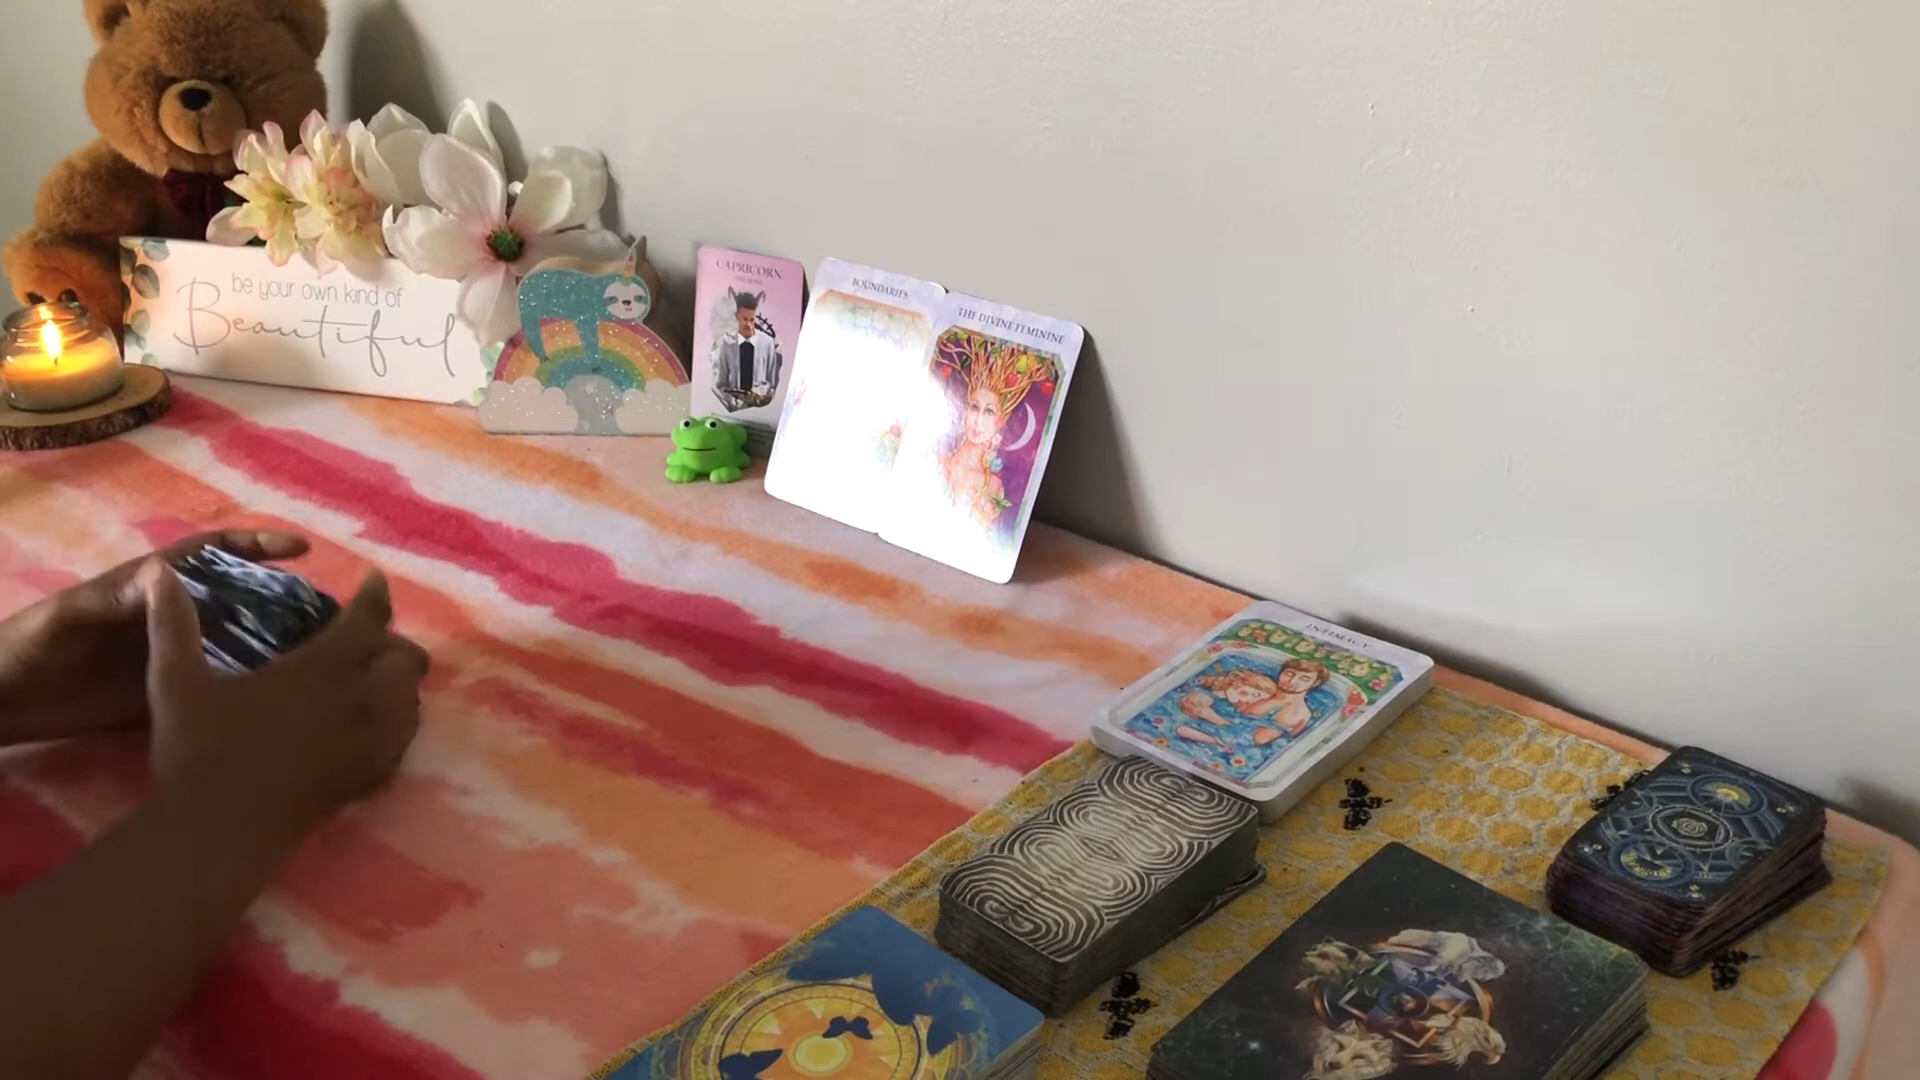 be your own kind of
Beautiful
CAPRICORN
BOUNDARIES
THE DIVINE FEMININE
INTIMACY